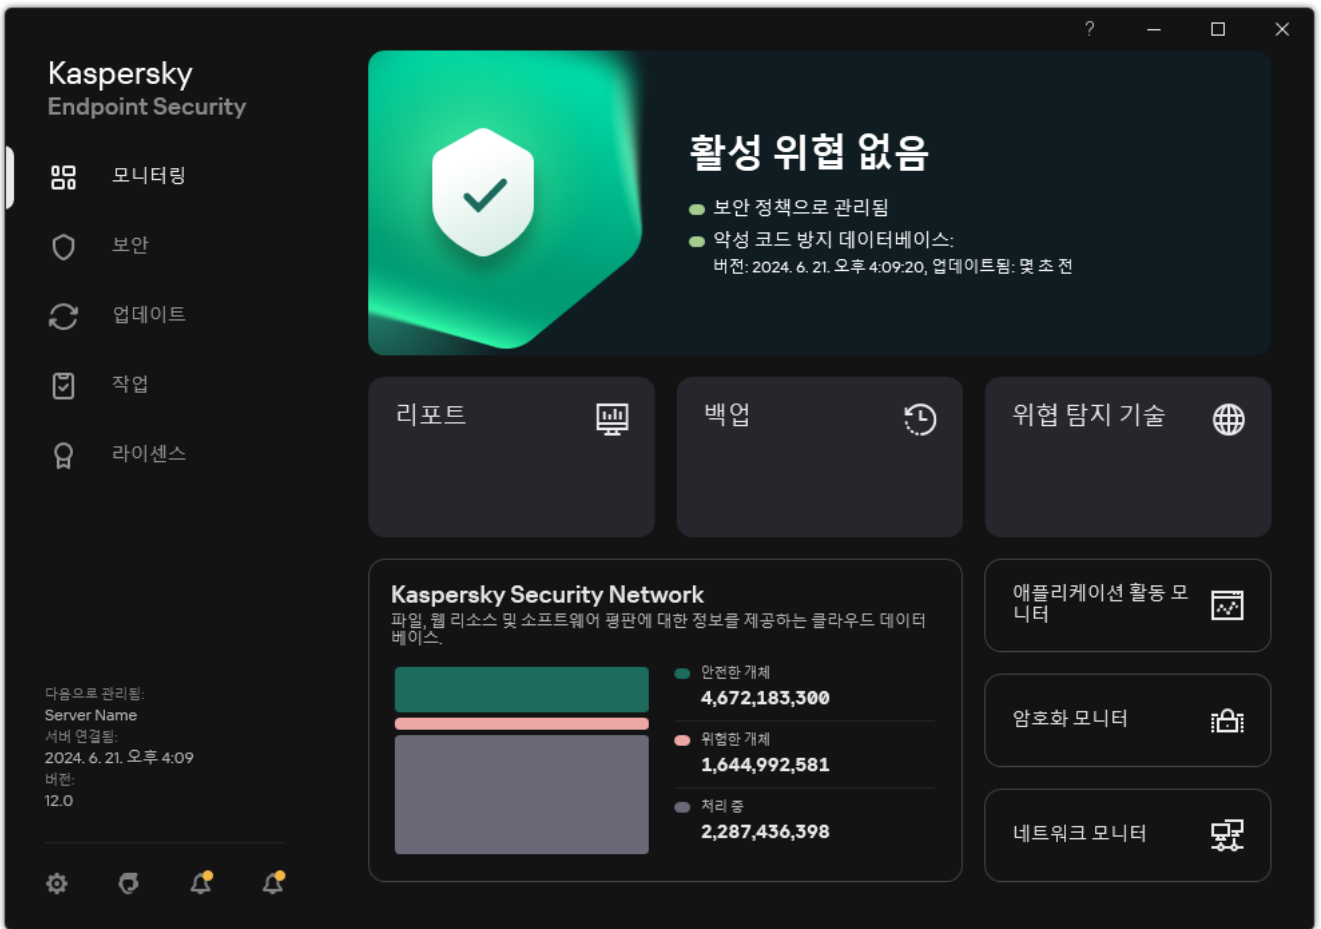 ?
Kaspersky
Endpoint Security
모니터링
보안
업데이트
작업
라이센스
다음으로 관리됨:
Server Name
서버 연결됨:
2024. 6. 21. 오후 4:09
버전:
12.0
활성 위협 없음
보안 정책으로 관리됨
악성 코드 방지 데이터베이스:
버전: 2024. 6. 21. 오후 4:09:20, 업데이트됨: 몇 초 전
리포트
백업
위협 탐지 기술
Kaspersky Security Network
파일, 웹 리소스 및 소프트웨어 평판에 대한 정보를 제공하는 클라우드 데이터
베이스.
안전한 개체
4,672,183,300
위험한 개체
1,644,992,581
처리 중
2,287,436,398
애플리케이션 활동 모
니터
암호화 모니터
네트워크 모니터